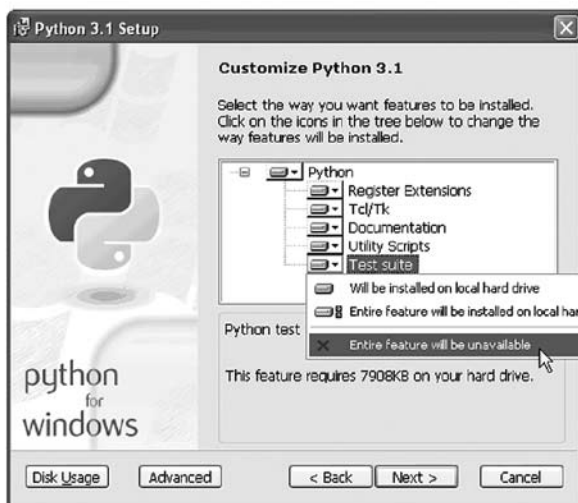 Python 3.1 Setup
Customize Python 3.1
Select the way you want features to be installed.
Click on the icons in the tree below to change the
way features will be installed.
Python
Register Extensions
Tcl/Tk
Documentation
Utility Scripts
Test suite
Will be installed on local hard drive
Entire feature will be installed on local har
Entire feature will be unavailable
Python test
This feature requires 7908KB on your hard drive.
python
for
windows
Disk Usage
Advanced
< Back
Next >
Cancel